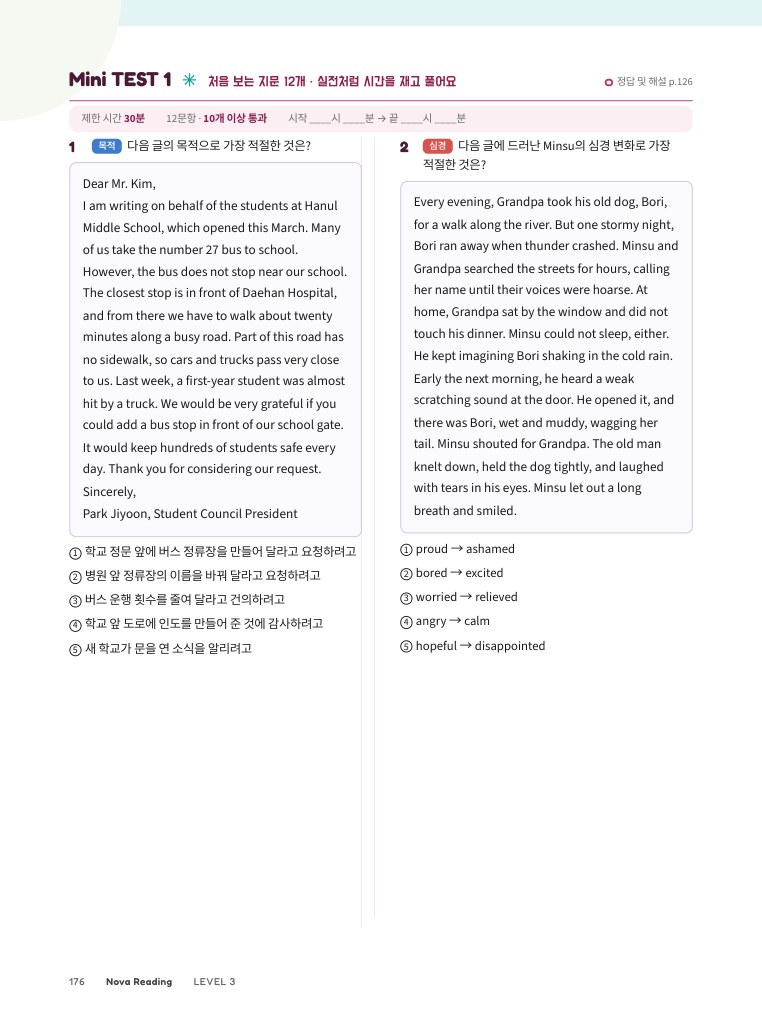 Mini TEST 1 ✳ 처음 보는 지문 12개 · 실전처럼 시간을 재고 풀어요
정답 및 해설 p.126
제한 시간 30분 12문항 · 10개 이상 통과 시작 ____시 ____분 → 끝 ____시 ____분
1 목적 다음 글의 목적으로 가장 적절한 것은?
Dear Mr. Kim,
I am writing on behalf of the students at Hanul
Middle School, which opened this March. Many
of us take the number 27 bus to school.
However, the bus does not stop near our school.
The closest stop is in front of Daehan Hospital,
and from there we have to walk about twenty
minutes along a busy road. Part of this road has
no sidewalk, so cars and trucks pass very close
to us. Last week, a first-year student was almost
hit by a truck. We would be very grateful if you
could add a bus stop in front of our school gate.
It would keep hundreds of students safe every
day. Thank you for considering our request.
Sincerely,
Park Jiyoon, Student Council President
① 학교 정문 앞에 버스 정류장을 만들어 달라고 요청하려고
② 병원 앞 정류장의 이름을 바꿔 달라고 요청하려고
③ 버스 운행 횟수를 줄여 달라고 건의하려고
④ 학교 앞 도로에 인도를 만들어 준 것에 감사하려고
⑤ 새 학교가 문을 연 소식을 알리려고
2 심경 다음 글에 드러난 Minsu의 심경 변화로 가장
적절한 것은?
Every evening, Grandpa took his old dog, Bori,
for a walk along the river. But one stormy night,
Bori ran away when thunder crashed. Minsu and
Grandpa searched the streets for hours, calling
her name until their voices were hoarse. At
home, Grandpa sat by the window and did not
touch his dinner. Minsu could not sleep, either.
He kept imagining Bori shaking in the cold rain.
Early the next morning, he heard a weak
scratching sound at the door. He opened it, and
there was Bori, wet and muddy, wagging her
tail. Minsu shouted for Grandpa. The old man
knelt down, held the dog tightly, and laughed
with tears in his eyes. Minsu let out a long
breath and smiled.
① proud → ashamed
② bored → excited
③ worried → relieved
④ angry → calm
⑤ hopeful → disappointed
176 Nova Reading LEVEL 3